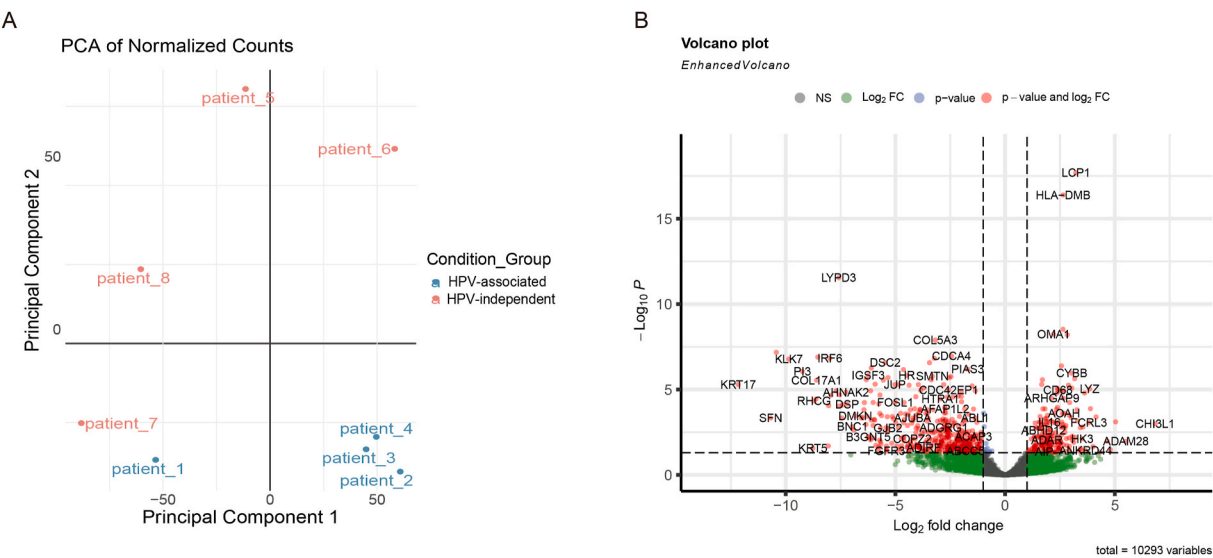 A
PCA of Normalized Counts
patient_5
patient_6
patient_8
patient_7
patient_1
patient_4
patient_3
patient_2
50
0
−50
0
50
Principal Component 2
Principal Component 1
Condition_Group
HPV-associated
HPV-independent
B
Volcano plot
EnhancedVolcano
NS Log2 FC p−value p−value and log2 FC
LCP1
HLA−DMB
LYPD3
OMA1
COL5A3
CDCA4
KLK7
IRF6
DSC2
PIAS3
PI3
IGSF3
HRSMTN
CYBB
COL17A1
JUP
KRT17
CDC42EP1
CD68
LYZ
AHNAK2
HTRA1
ARHGAP9
RHCG
DSP
FOSL1
AFAP1L2
AOAH
SFN
DMKN
AJUBA
ABLI1
IL16
FCRL3
CHI3L1
BNC1
GJB2
ADGRG1
ABHD12
B3GNT5
COPZ2
ACAP3
ADAR
HK3
ADAM28
KRT5
FGFR3
ADIRF
ABCC5
AIP
ANKRD44
15
10
5
0
−10
−5
0
5
−Log10 P
Log2 fold change
total = 10293 variables